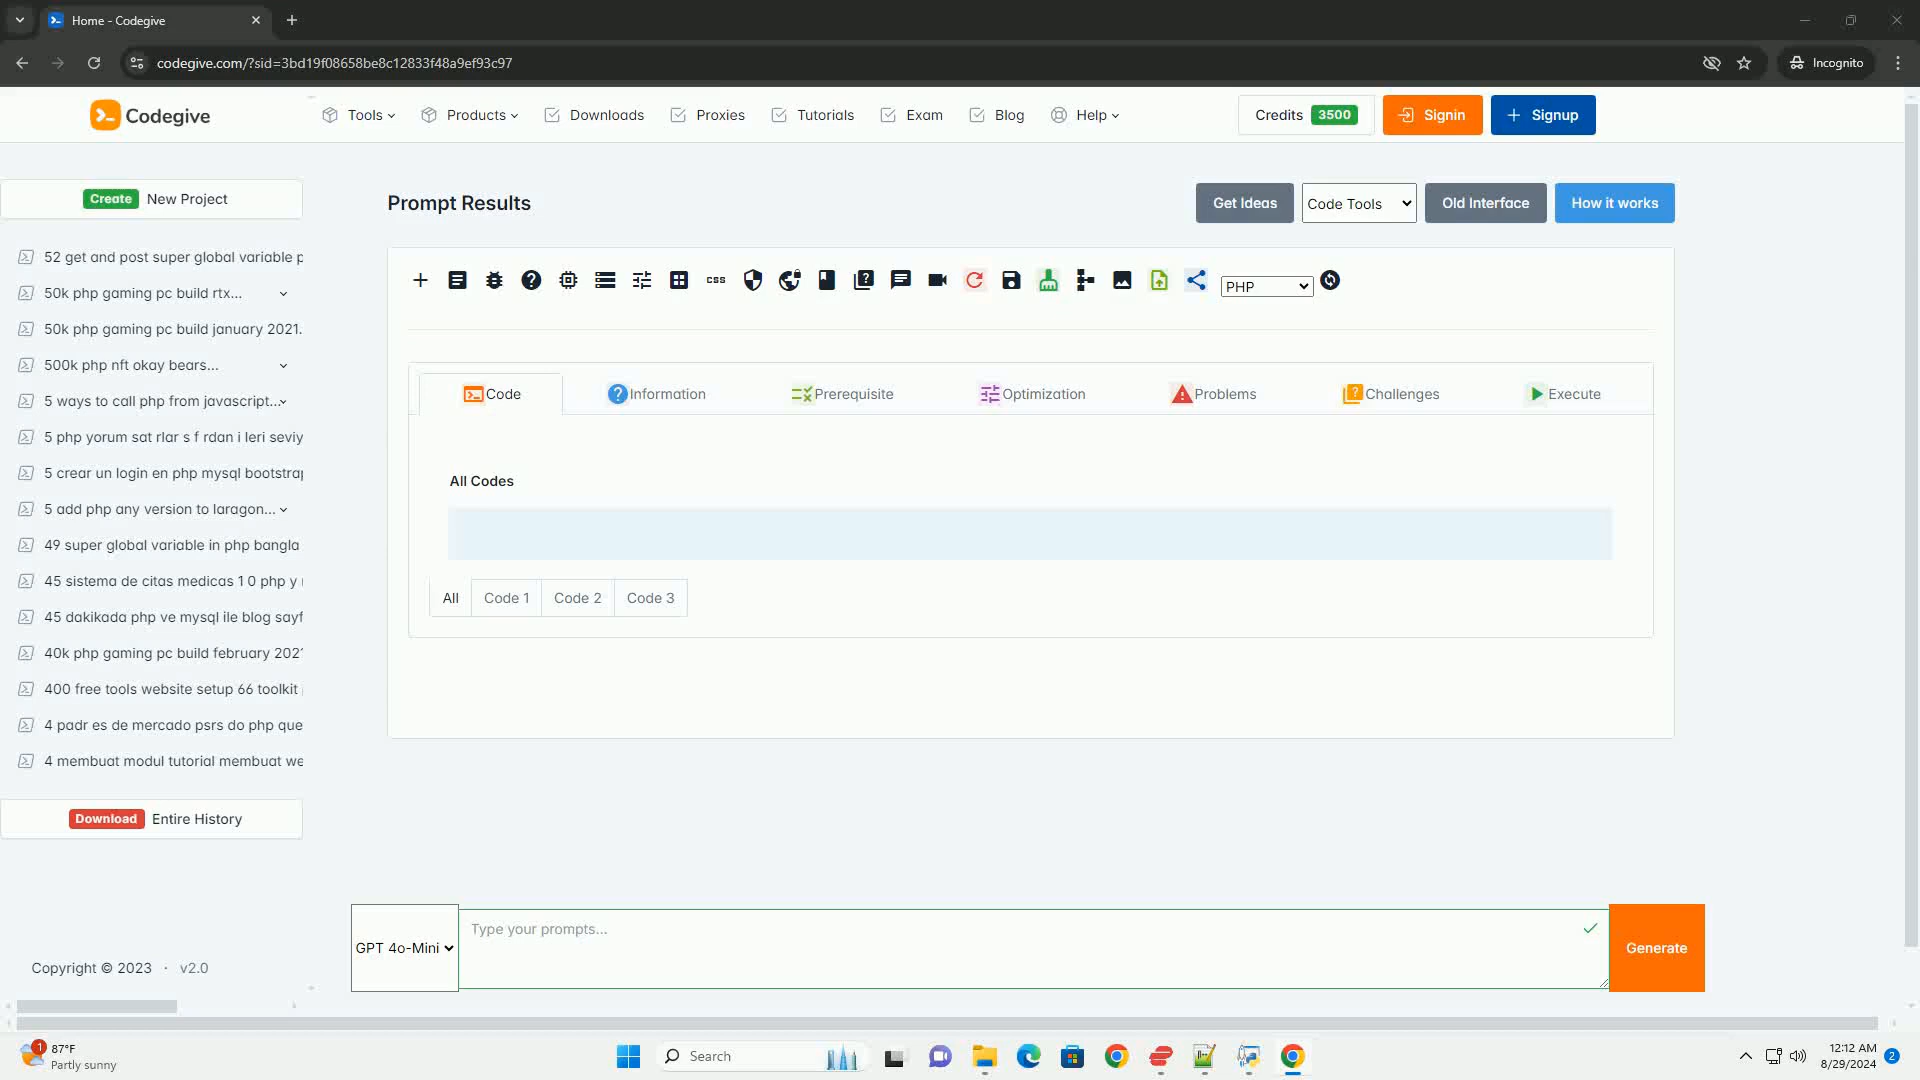 Home - Codegive
codegive.com/?sid=3bd19f08658be8c12833f48a9ef93c97
Incognito
Codegive
Tools
Products
Downloads
Proxies
Tutorials
Exam
Blog
Help
Credits 3500
Signin
Signup
Create New Project
Prompt Results
Get Ideas
Code Tools
Old Interface
How it works
52 get and post super global variable p
50k php gaming pc build rtx...
50k php gaming pc build january 2021.
500k php nft okay bears...
5 ways to call php from javascript...
5 php yorum sat rlar s f rdan i leri seviy
5 crear un login en php mysql bootstrap
5 add php any version to laragon...
49 super global variable in php bangla
45 sistema de citas medicas 1 0 php y
45 dakikada php ve mysql ile blog sayf
40k php gaming pc build february 2021
400 free tools website setup 66 toolkit
4 padr es de mercado psrs do php que
4 membuat modul tutorial membuat we
Download Entire History
css
PHP
Code
Information
Prerequisite
Optimization
Problems
Challenges
Execute
All Codes
All
Code 1
Code 2
Code 3
GPT 4o-Mini
Type your prompts...
Generate
Copyright © 2023 · v2.0
1
87°F
Partly sunny
Search
12:12 AM
8/29/2024
2